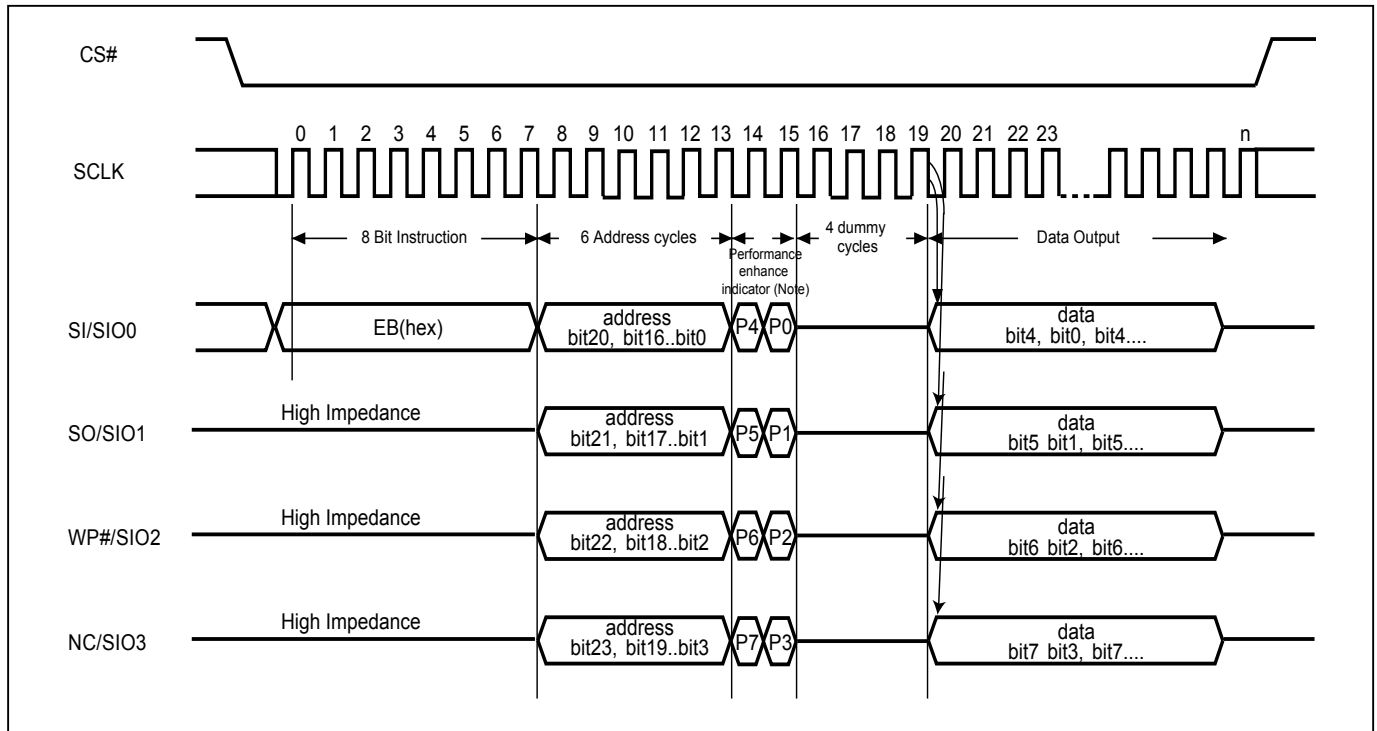 CS#
0 1 2 3 4 5 6 7 8 9 10 11 12 13 14 15 16 17 18 19 20 21 22 23 n
SCLK
8 Bit Instruction
6 Address cycles
Performance
enhance
indicator (Note)
4 dummy
cycles
Data Output
SI/SIO0
EB(hex)
address
bit20, bit16..bit0
P4 P0
data
bit4, bit0, bit4....
SO/SIO1
High Impedance
address
bit21, bit17..bit1
P5 P1
data
bit5 bit1, bit5....
WP#/SIO2
High Impedance
address
bit22, bit18..bit2
P6 P2
data
bit6 bit2, bit6....
NC/SIO3
High Impedance
address
bit23, bit19..bit3
P7 P3
data
bit7 bit3, bit7....